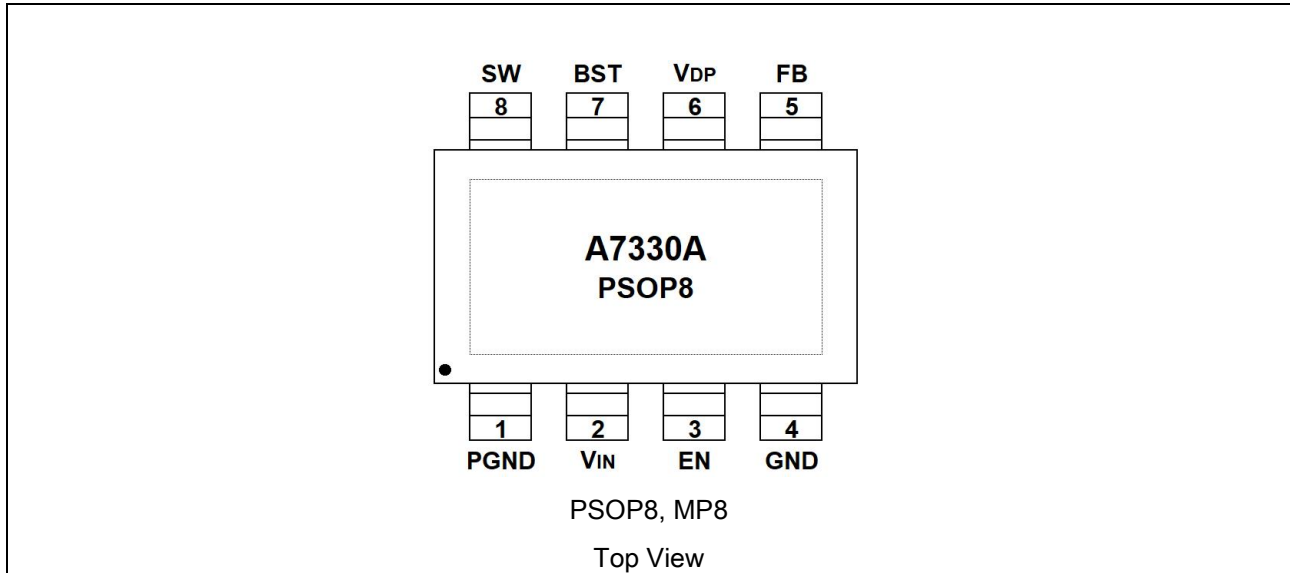 SW BST VDP FB
8 7 6 5
A7330A
PSOP8
1 2 3 4
PGND VIN EN GND
PSOP8, MP8
Top View